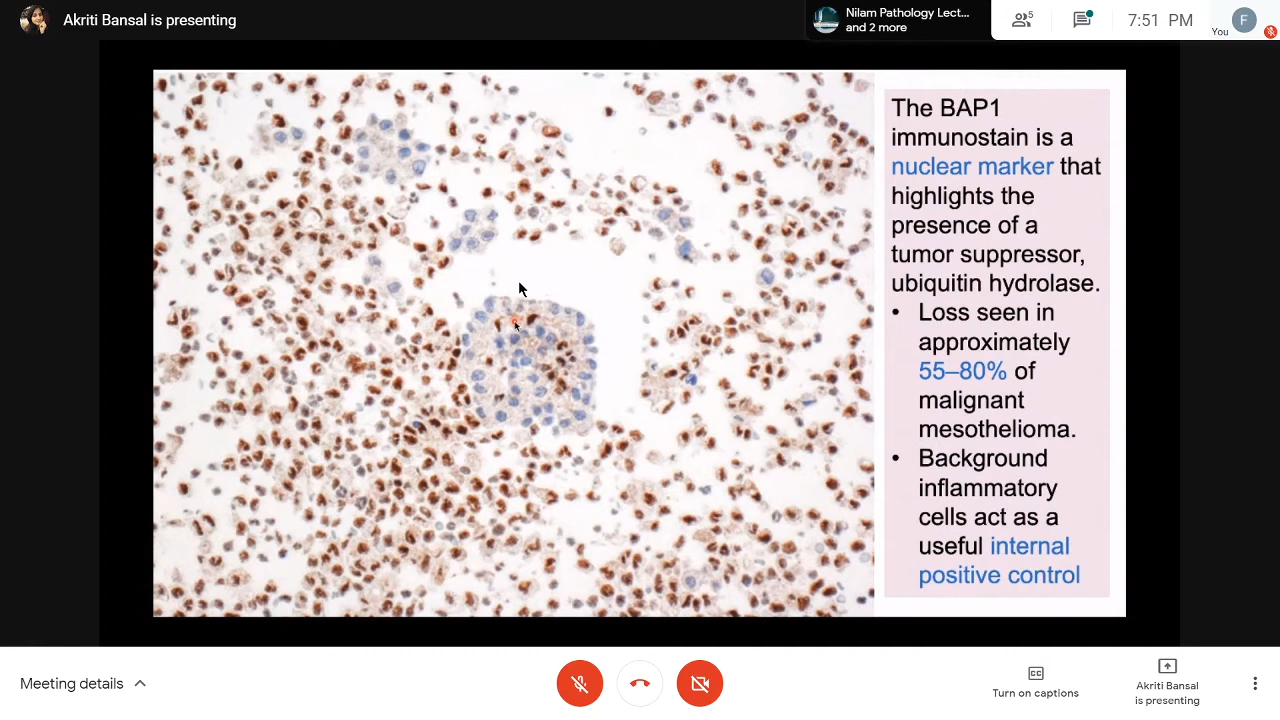 Akriti Bansal is presenting
Nilam Pathology Lect...
and 2 more
5
7:51 PM
You
F
The BAP1
immunostain is a
nuclear marker that
highlights the
presence of a
tumor suppressor,
ubiquitin hydrolase.
• Loss seen in
approximately
55–80% of
malignant
mesothelioma.
• Background
inflammatory
cells act as a
useful internal
positive control
Meeting details
CC
Turn on captions
Akriti Bansal
is presenting